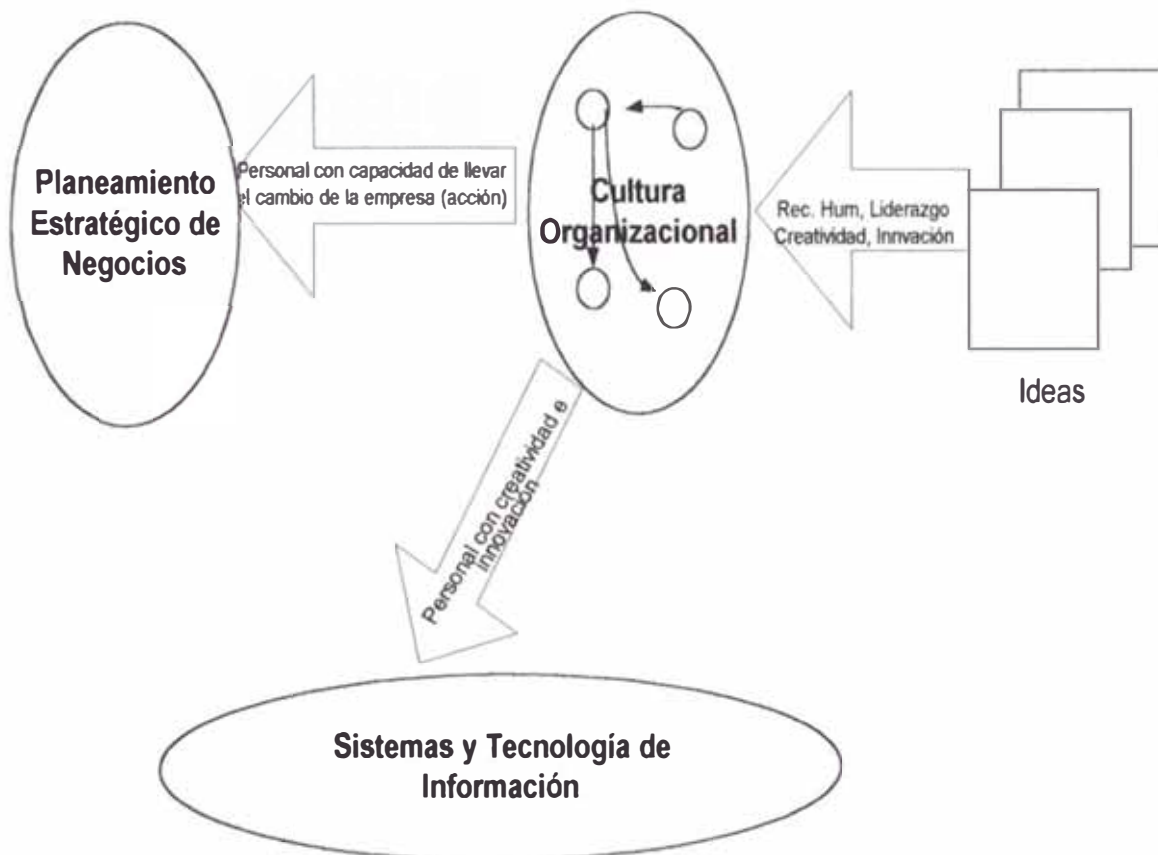 Planeamiento
Estratégico de
Negocios
Personal con capacidad de llevar
el cambio de la empresa (acción)
Cultura
Organizacional
Rec. Hum, Liderazgo
Creatividad, Innvación
Ideas
Personal con creatividad e
innovación
Sistemas y Tecnología de
Información